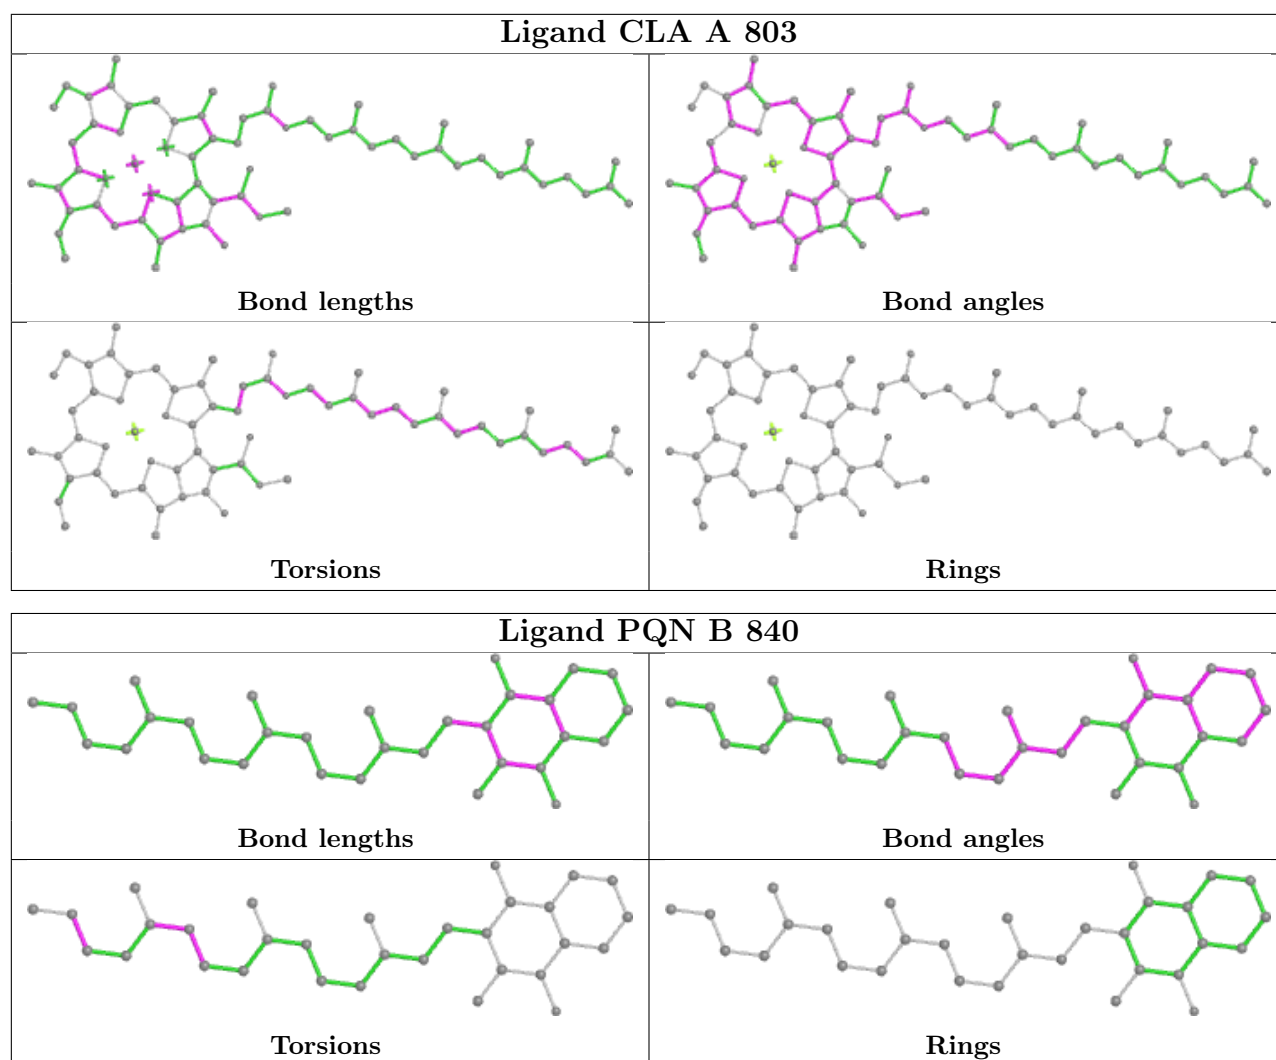 Ligand CLA A 803
Bond lengths
Bond angles
Torsions
Rings
Ligand PQN B 840
Bond lengths
Bond angles
Torsions
Rings